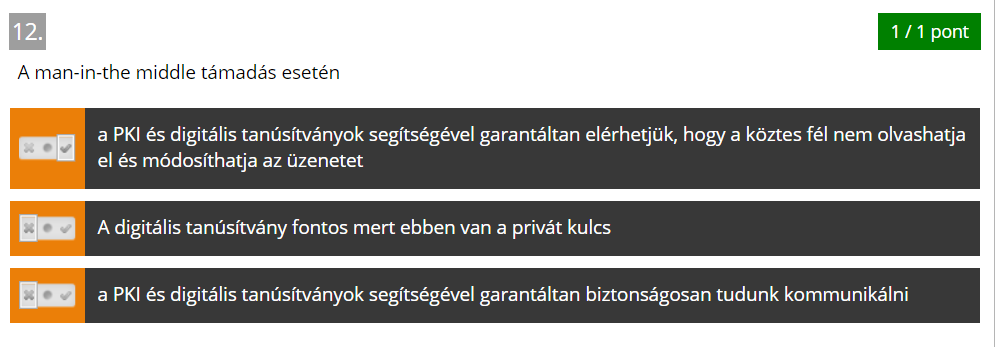 12.
1 / 1 pont
A man-in-the middle támadás esetén
a PKI és digitális tanúsítványok segítségével garantáltan elérhetjük, hogy a köztes fél nem olvashatja
el és módosíthatja az üzenetet
A digitális tanúsítvány fontos mert ebben van a privát kulcs
a PKI és digitális tanúsítványok segítségével garantáltan biztonságosan tudunk kommunikálni